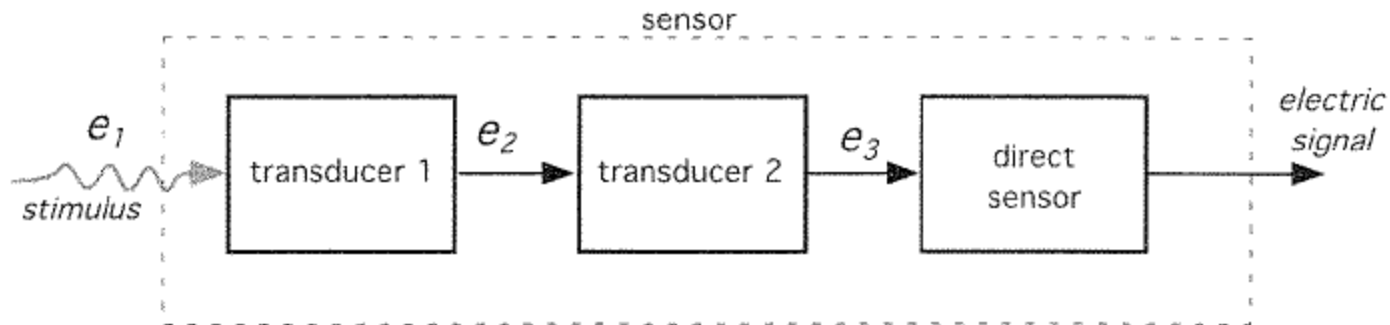 sensor
e1
stimulus
transducer 1
e2
transducer 2
e3
direct
sensor
electric
signal